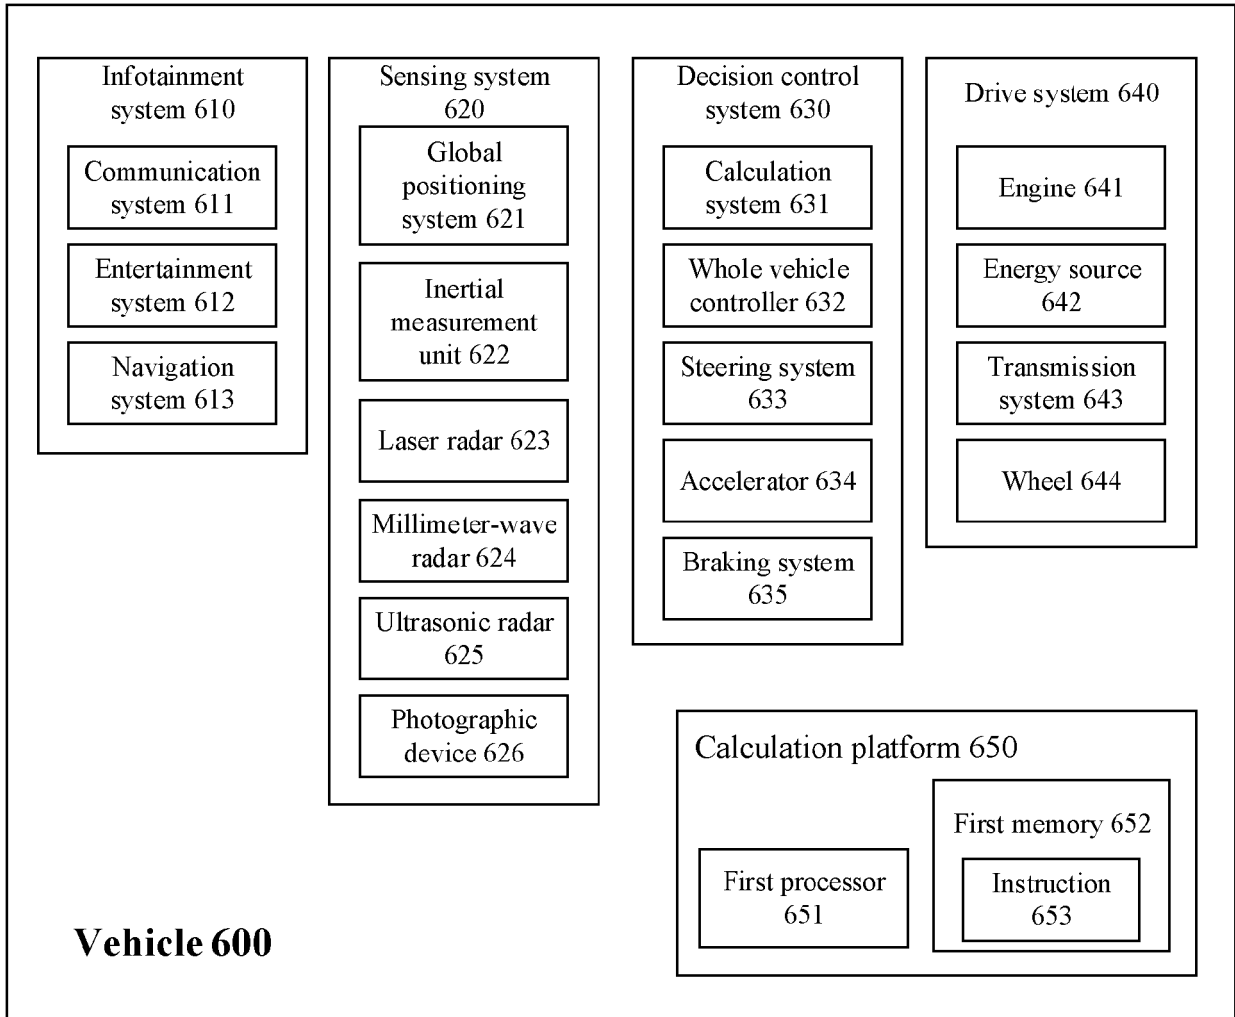 Infotainment
system 610
Communication
system 611
Entertainment
system 612
Navigation
system 613
Sensing system
620
Global
positioning
system 621
Inertial
measurement
unit 622
Laser radar 623
Millimeter-wave
radar 624
Ultrasonic radar
625
Photographic
device 626
Decision control
system 630
Calculation
system 631
Whole vehicle
controller 632
Steering system
633
Accelerator 634
Braking system
635
Drive system 640
Engine 641
Energy source
642
Transmission
system 643
Wheel 644
Calculation platform 650
First processor
651
First memory 652
Instruction
653
Vehicle 600